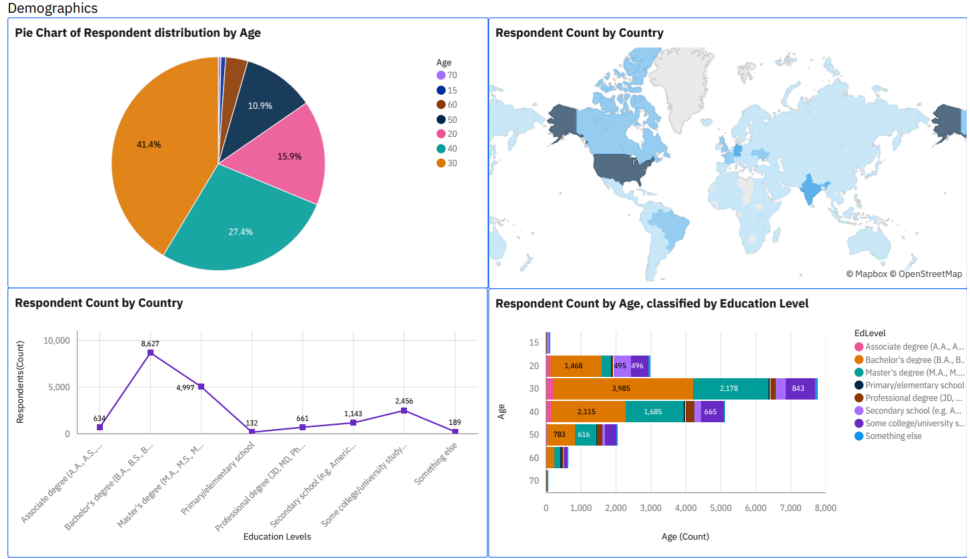 Demographics
Pie Chart of Respondent distribution by Age
Age
70
15
60
50
20
40
30
10.9%
15.9%
27.4%
41.4%
Respondent Count by Country
© Mapbox © OpenStreetMap
Respondent Count by Country
Respondents(Count)
10,000
5,000
0
634
8,627
4,997
132
661
1,143
2,456
189
Associate degree (A.A., A.S.,...
Bachelor's degree (B.A., B.S., B...
Master's degree (M.A., M.S., M...
Primary/elementary school
Professional degree (JD, MD, Ph...
Secondary school (e.g. Americ...
Some college/university study...
Something else
Education Levels
Respondent Count by Age, classified by Education Level
Age
15
20
30
40
50
60
70
1,468
495
496
3,985
2,178
843
2,115
1,685
665
783
616
0
1,000
2,000
3,000
4,000
5,000
6,000
7,000
8,000
Age (Count)
EdLevel
Associate degree (A.A., A...
Bachelor's degree (B.A., B...
Master's degree (M.A., M....
Primary/elementary school
Professional degree (JD, ...
Secondary school (e.g. A...
Some college/university s...
Something else